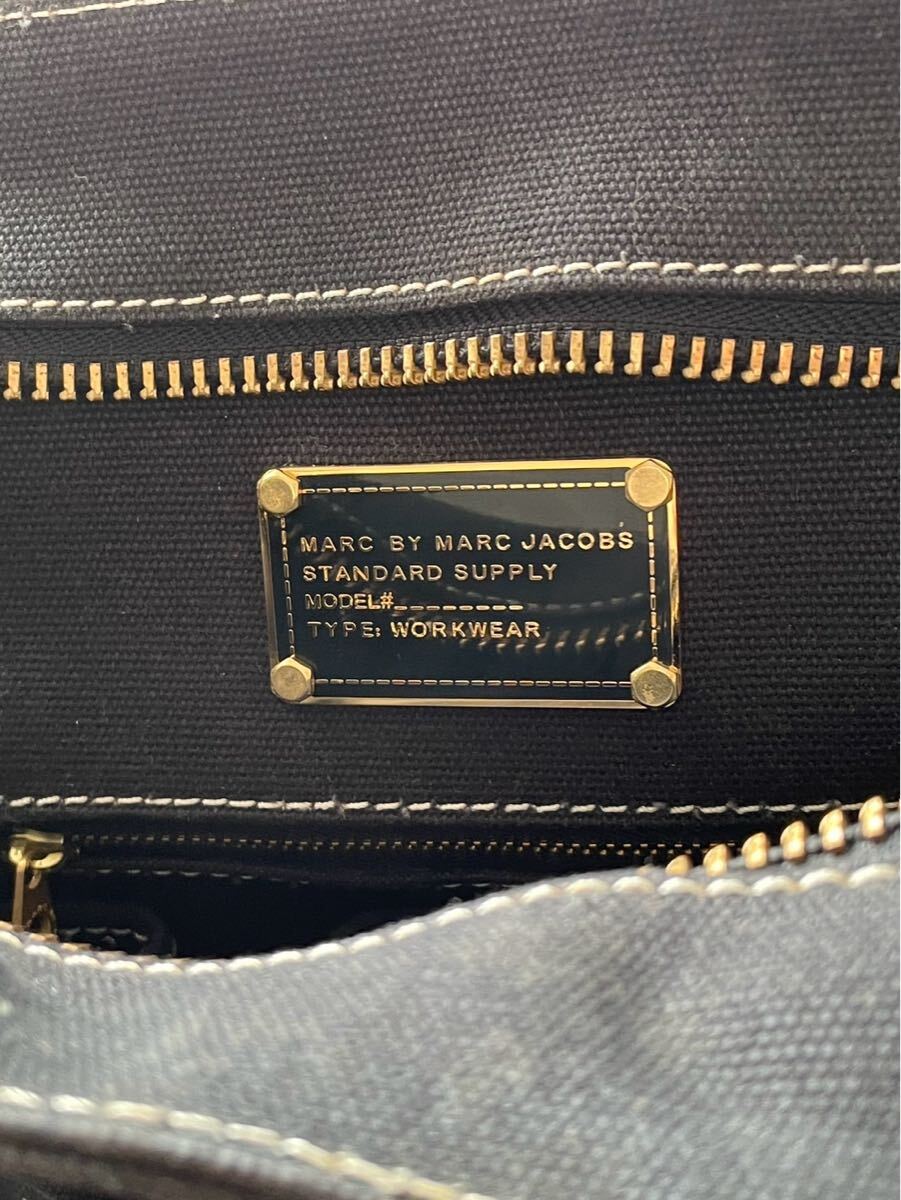 MARC BY MARC JACOBS
STANDARD SUPPLY
MODEL#_________
TYPE: WORKWEAR